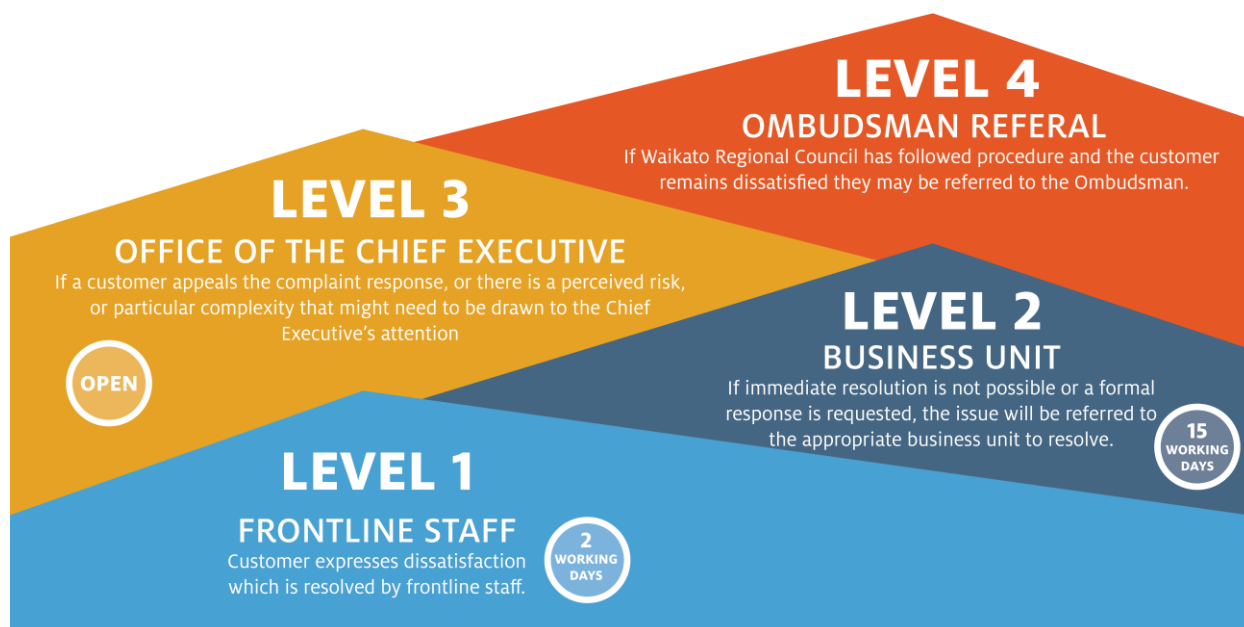 LEVEL 4
OMBUDSMAN REFERAL
If Waikato Regional Council has followed procedure and the customer
remains dissatisfied they may be referred to the Ombudsman.
LEVEL 3
OFFICE OF THE CHIEF EXECUTIVE
If a customer appeals the complaint response, or there is a perceived risk,
or particular complexity that might need to be drawn to the Chief
Executive’s attention
OPEN
LEVEL 2
BUSINESS UNIT
If immediate resolution is not possible or a formal
response is requested, the issue will be referred to
the appropriate business unit to resolve.
15
WORKING
DAYS
LEVEL 1
FRONTLINE STAFF
Customer expresses dissatisfaction
which is resolved by frontline staff.
2
WORKING
DAYS